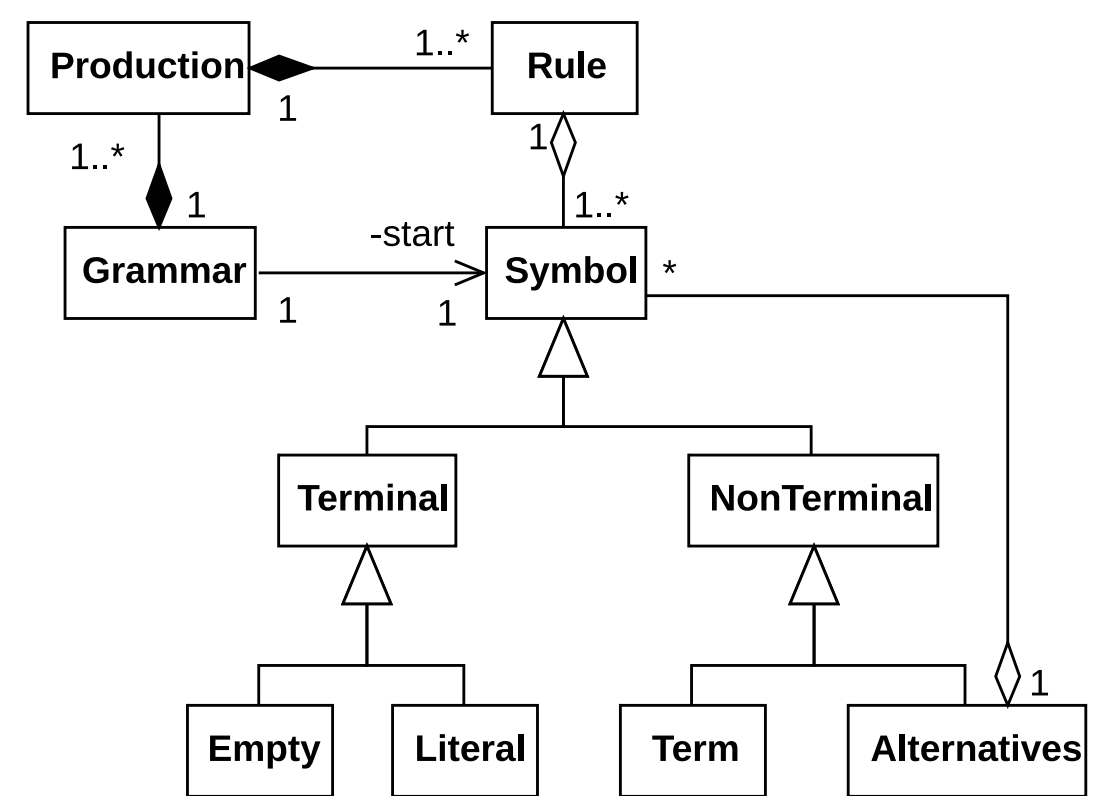 Production
1..*
Rule
1
1
1..*
1
1..*
-start
Grammar
Symbol
*
1
1
Terminal
NonTerminal
1
Empty
Literal
Term
Alternatives